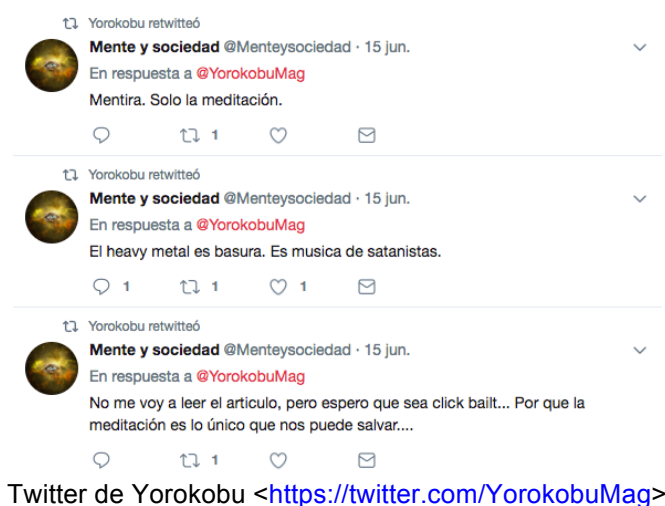 Yorokobu retwitteó
Mente y sociedad @Menteysociedad · 15 jun.
En respuesta a @YorokobuMag
Mentira. Solo la meditación.
1
Yorokobu retwitteó
Mente y sociedad @Menteysociedad · 15 jun.
En respuesta a @YorokobuMag
El heavy metal es basura. Es musica de satanistas.
1 1 1
Yorokobu retwitteó
Mente y sociedad @Menteysociedad · 15 jun.
En respuesta a @YorokobuMag
No me voy a leer el articulo, pero espero que sea click bailt... Por que la
meditación es lo único que nos puede salvar....
1
Twitter de Yorokobu <https://twitter.com/YorokobuMag>